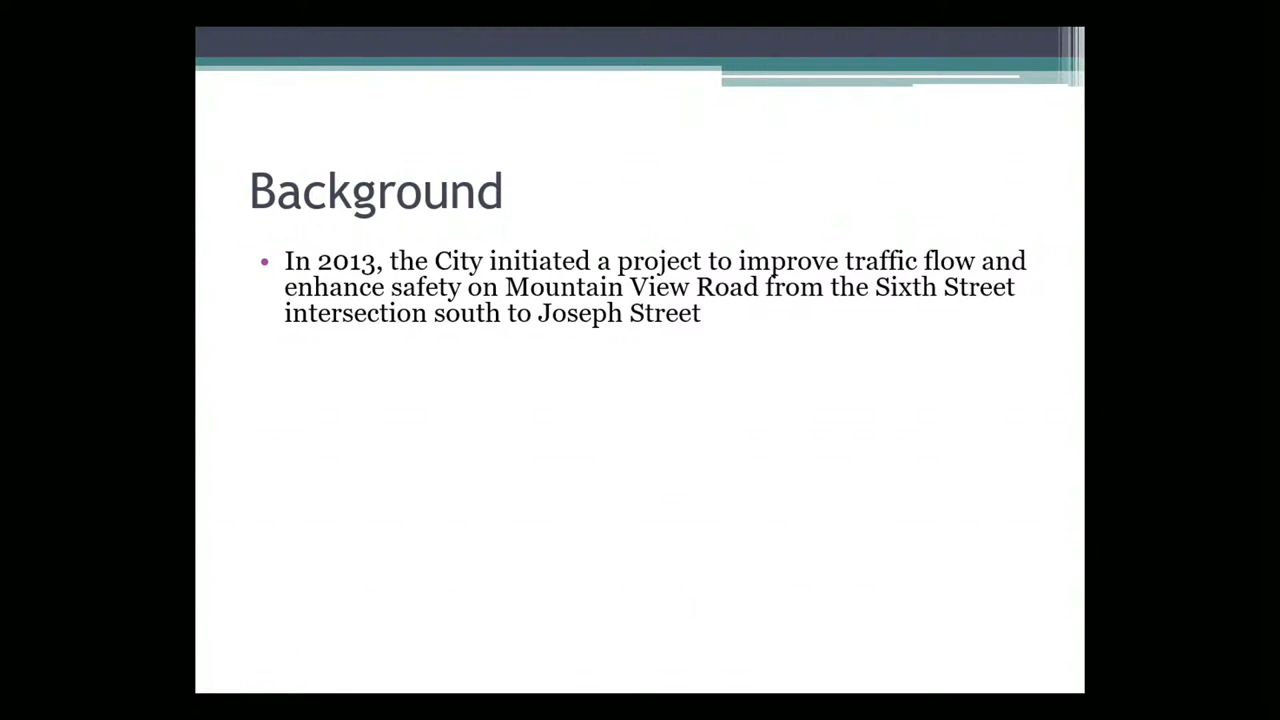 Background
• In 2013, the City initiated a project to improve traffic flow and
enhance safety on Mountain View Road from the Sixth Street
intersection south to Joseph Street